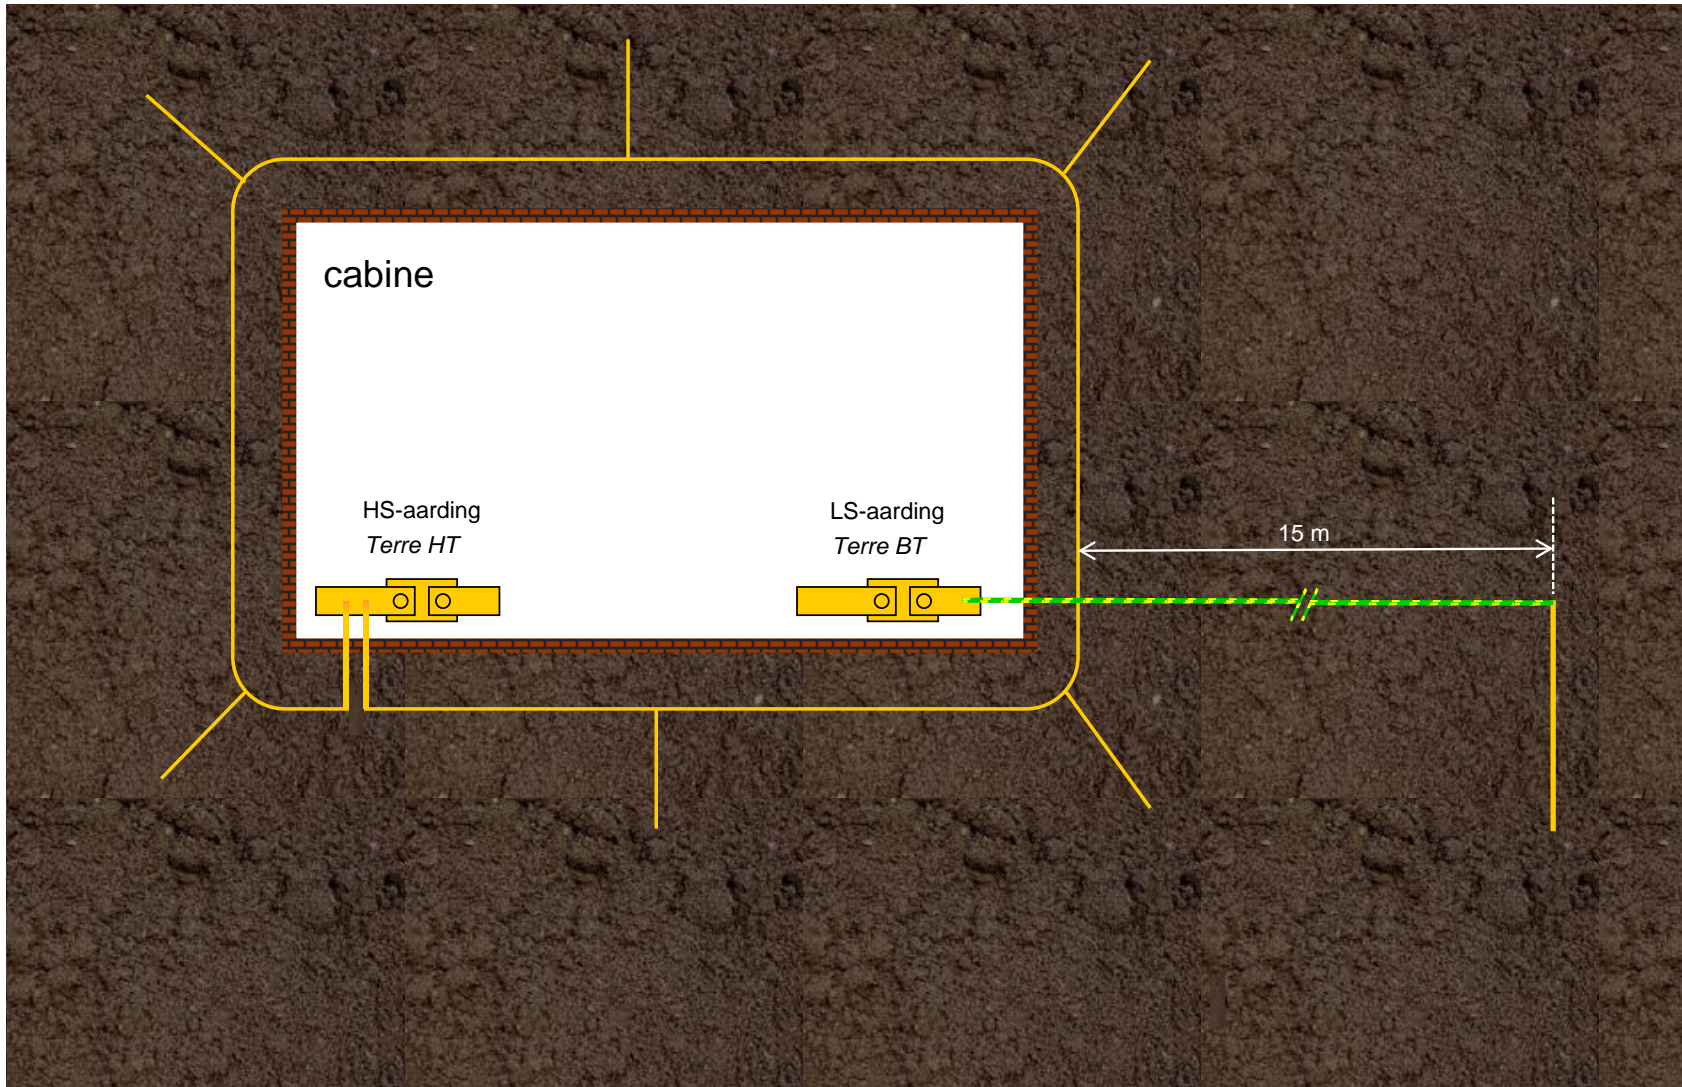 cabine
HS-aarding
Terre HT
LS-aarding
Terre BT
15 m